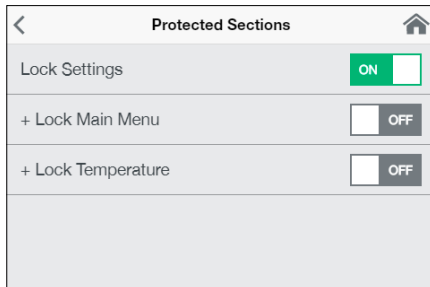 Protected Sections
Lock Settings ON
+ Lock Main Menu OFF
+ Lock Temperature OFF